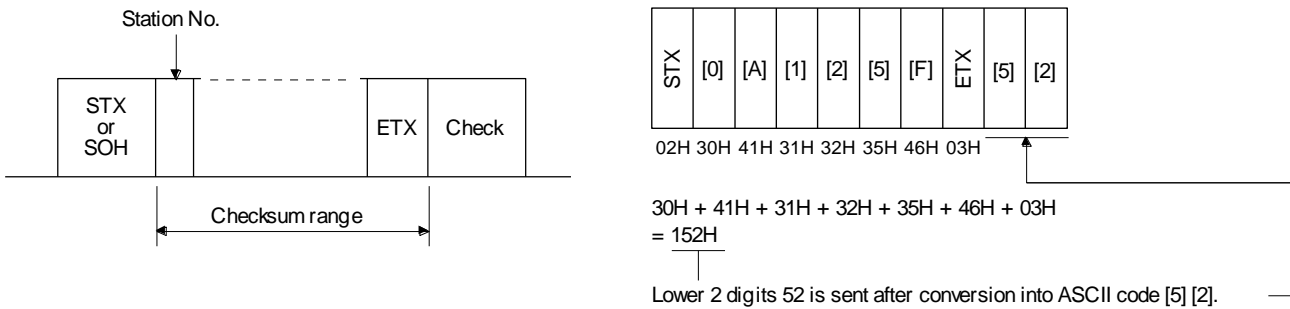 Station No.
STX
or
SOH
ETX
Check
Checksum range
STX [0] [A] [1] [2] [5] [F] ETX [5] [2]
02H 30H 41H 31H 32H 35H 46H 03H
30H + 41H + 31H + 32H + 35H + 46H + 03H
= 152H
Lower 2 digits 52 is sent after conversion into ASCII code [5] [2].